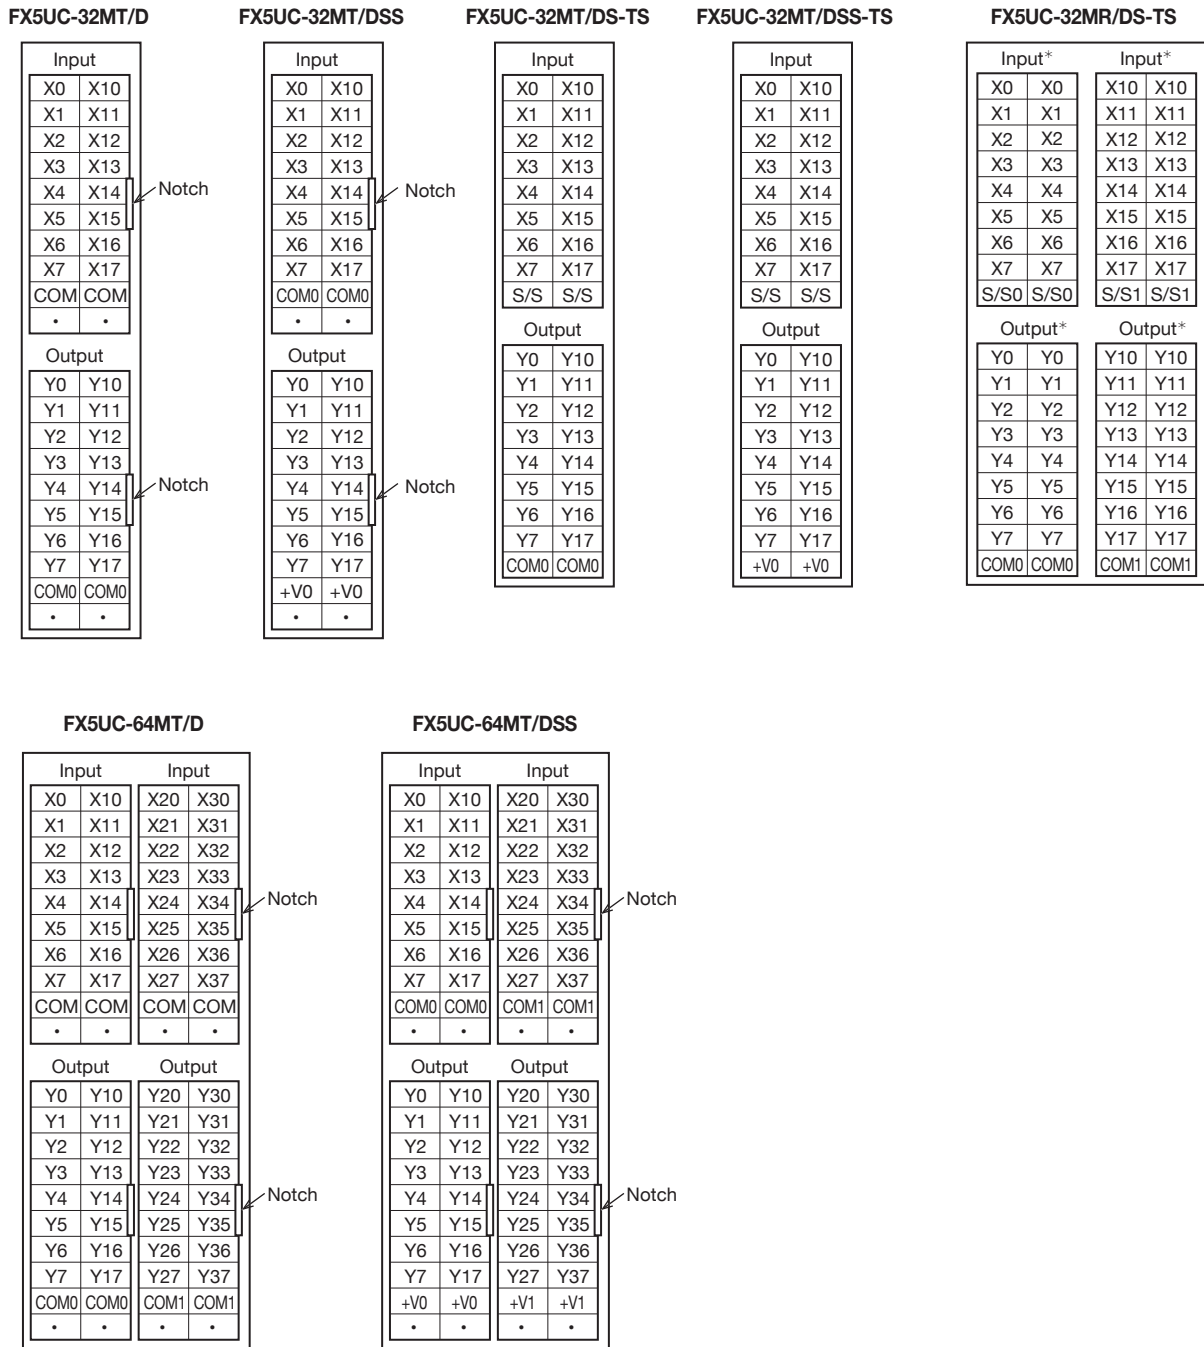 FX5UC-32MT/D FX5UC-32MT/DSS FX5UC-32MT/DS-TS FX5UC-32MT/DSS-TS FX5UC-32MR/DS-TS
Input Input Input Input Input* Input*
X0 X10 X0 X10 X0 X10 X0 X10 X0 X0 X10 X10
X1 X11 X1 X11 X1 X11 X1 X11 X1 X1 X11 X11
X2 X12 X2 X12 X2 X12 X2 X12 X2 X2 X12 X12
X3 X13 X3 X13 X3 X13 X3 X13 X3 X3 X13 X13
X4 X14 Notch X4 X14 Notch X4 X14 X4 X14 X4 X4 X14 X14
X5 X15 X5 X15 X5 X15 X5 X15 X5 X5 X15 X15
X6 X16 X6 X16 X6 X16 X6 X16 X6 X6 X16 X16
X7 X17 X7 X17 X7 X17 X7 X17 X7 X7 X17 X17
COM COM COM0 COM0 S/S S/S S/S S/S S/S0 S/S0 S/S1 S/S1
• • • •
Output Output Output Output Output* Output*
Y0 Y10 Y0 Y10 Y0 Y10 Y0 Y10 Y0 Y0 Y10 Y10
Y1 Y11 Y1 Y11 Y1 Y11 Y1 Y11 Y1 Y1 Y11 Y11
Y2 Y12 Y2 Y12 Y2 Y12 Y2 Y12 Y2 Y2 Y12 Y12
Y3 Y13 Y3 Y13 Y3 Y13 Y3 Y13 Y3 Y3 Y13 Y13
Y4 Y14 Notch Y4 Y14 Notch Y4 Y14 Y4 Y14 Y4 Y4 Y14 Y14
Y5 Y15 Y5 Y15 Y5 Y15 Y5 Y15 Y5 Y5 Y15 Y15
Y6 Y16 Y6 Y16 Y6 Y16 Y6 Y16 Y6 Y6 Y16 Y16
Y7 Y17 Y7 Y17 Y7 Y17 Y7 Y17 Y7 Y7 Y17 Y17
COM0 COM0 +V0 +V0 COM0 COM0 +V0 +V0 COM0 COM0 COM1 COM1
• • • •
FX5UC-64MT/D FX5UC-64MT/DSS
Input Input Input Input
X0 X10 X20 X30 X0 X10 X20 X30
X1 X11 X21 X31 X1 X11 X21 X31
X2 X12 X22 X32 X2 X12 X22 X32
X3 X13 X23 X33 X3 X13 X23 X33
X4 X14 X24 X34 Notch X4 X14 X24 X34 Notch
X5 X15 X25 X35 X5 X15 X25 X35
X6 X16 X26 X36 X6 X16 X26 X36
X7 X17 X27 X37 X7 X17 X27 X37
COM COM COM COM COM0 COM0 COM1 COM1
• • • • • • • •
Output Output Output Output
Y0 Y10 Y20 Y30 Y0 Y10 Y20 Y30
Y1 Y11 Y21 Y31 Y1 Y11 Y21 Y31
Y2 Y12 Y22 Y32 Y2 Y12 Y22 Y32
Y3 Y13 Y23 Y33 Y3 Y13 Y23 Y33
Y4 Y14 Y24 Y34 Notch Y4 Y14 Y24 Y34 Notch
Y5 Y15 Y25 Y35 Y5 Y15 Y25 Y35
Y6 Y16 Y26 Y36 Y6 Y16 Y26 Y36
Y7 Y17 Y27 Y37 Y7 Y17 Y27 Y37
COM0 COM0 COM1 COM1 +V0 +V0 +V1 +V1
• • • • • • • •